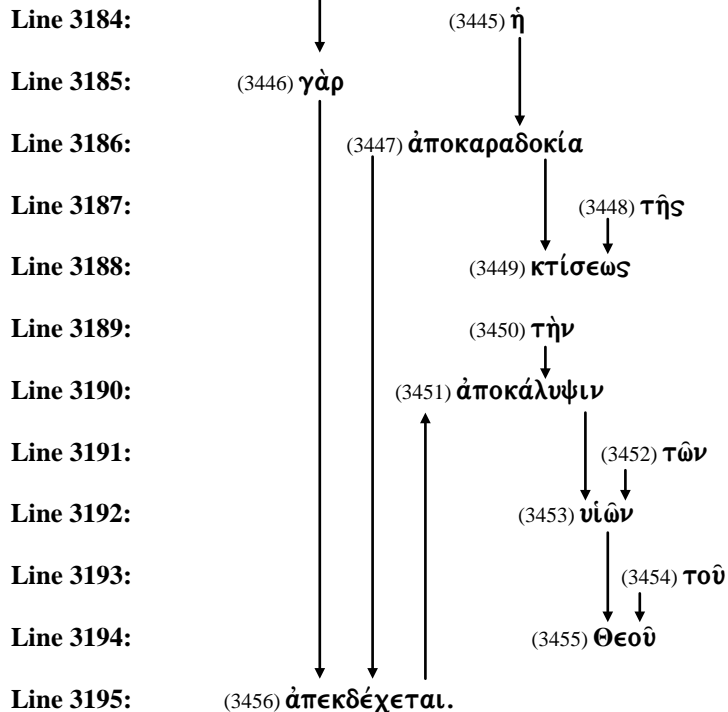 Line 3184: (3445) ἡ
Line 3185: (3446) γὰρ
Line 3186: (3447) ἀποκαραδοκία
Line 3187: (3448) τῆς
Line 3188: (3449) κτίσεως
Line 3189: (3450) τὴν
Line 3190: (3451) ἀποκάλυψιν
Line 3191: (3452) τῶν
Line 3192: (3453) υἱῶν
Line 3193: (3454) τοῦ
Line 3194: (3455) Θεοῦ
Line 3195: (3456) ἀπεκδέχεται.